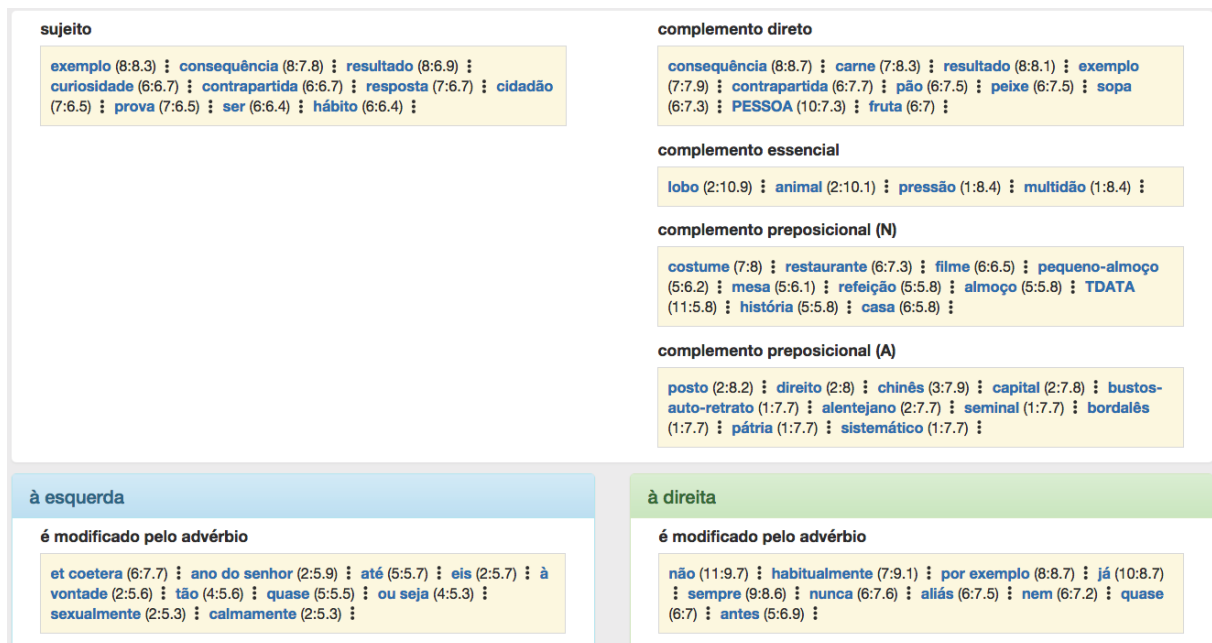 sujeito
exemplo (8:8.3) ⋮ consequência (8:7.8) ⋮ resultado (8:6.9) ⋮
curiosidade (6:6.7) ⋮ contrapartida (6:6.7) ⋮ resposta (7:6.7) ⋮ cidadão
(7:6.5) ⋮ prova (7:6.5) ⋮ ser (6:6.4) ⋮ hábito (6:6.4) ⋮
complemento direto
consequência (8:8.7) ⋮ carne (7:8.3) ⋮ resultado (8:8.1) ⋮ exemplo
(7:7.9) ⋮ contrapartida (6:7.7) ⋮ pão (6:7.5) ⋮ peixe (6:7.5) ⋮ sopa
(6:7.3) ⋮ PESSOA (10:7.3) ⋮ fruta (6:7) ⋮
complemento essencial
lobo (2:10.9) ⋮ animal (2:10.1) ⋮ pressão (1:8.4) ⋮ multidão (1:8.4) ⋮
complemento preposicional (N)
costume (7:8) ⋮ restaurante (6:7.3) ⋮ filme (6:6.5) ⋮ pequeno-almoço
(5:6.2) ⋮ mesa (5:6.1) ⋮ refeição (5:5.8) ⋮ almoço (5:5.8) ⋮ TDATA
(11:5.8) ⋮ história (5:5.8) ⋮ casa (6:5.8) ⋮
complemento preposicional (A)
posto (2:8.2) ⋮ direito (2:8) ⋮ chinês (3:7.9) ⋮ capital (2:7.8) ⋮ bustos-
auto-retrato (1:7.7) ⋮ alentejano (2:7.7) ⋮ seminal (1:7.7) ⋮ bordalês
(1:7.7) ⋮ pátria (1:7.7) ⋮ sistemático (1:7.7) ⋮
à esquerda
é modificado pelo advérbio
et coetera (6:7.7) ⋮ ano do senhor (2:5.9) ⋮ até (5:5.7) ⋮ eis (2:5.7) ⋮ à
vontade (2:5.6) ⋮ tão (4:5.6) ⋮ quase (5:5.5) ⋮ ou seja (4:5.3) ⋮
sexualmente (2:5.3) ⋮ calmamente (2:5.3) ⋮
à direita
é modificado pelo advérbio
não (11:9.7) ⋮ habitualmente (7:9.1) ⋮ por exemplo (8:8.7) ⋮ já (10:8.7)
⋮ sempre (9:8.6) ⋮ nunca (6:7.6) ⋮ aliás (6:7.5) ⋮ nem (6:7.2) ⋮ quase
(6:7) ⋮ antes (5:6.9) ⋮